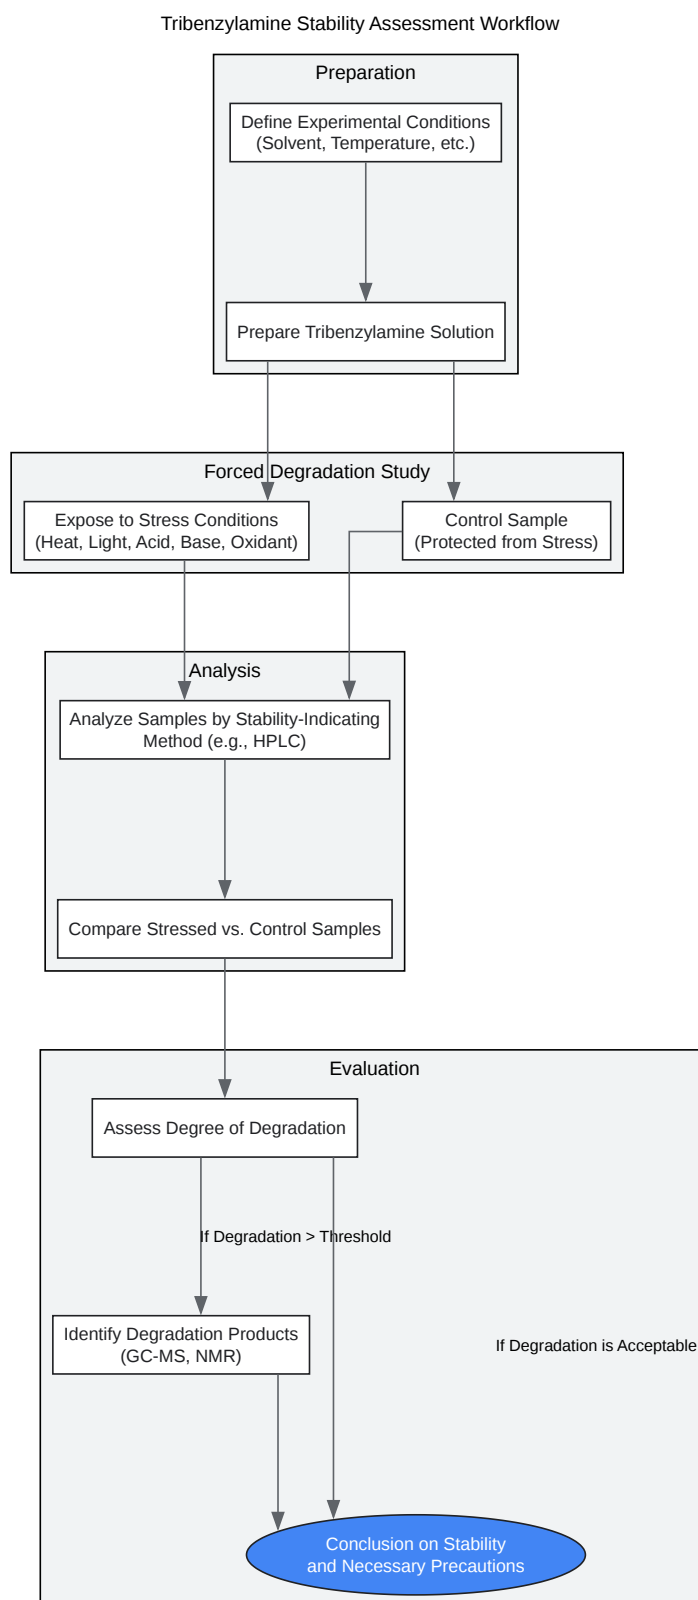 Tribenzylamine Stability Assessment Workflow
Preparation
Define Experimental Conditions
(Solvent, Temperature, etc.)
Prepare Tribenzylamine Solution
Forced Degradation Study
Expose to Stress Conditions
(Heat, Light, Acid, Base, Oxidant)
Control Sample
(Protected from Stress)
Analysis
Analyze Samples by Stability-Indicating
Method (e.g., HPLC)
Compare Stressed vs. Control Samples
Evaluation
Assess Degree of Degradation
If Degradation > Threshold
Identify Degradation Products
(GC-MS, NMR)
If Degradation is Acceptable
Conclusion on Stability
and Necessary Precautions